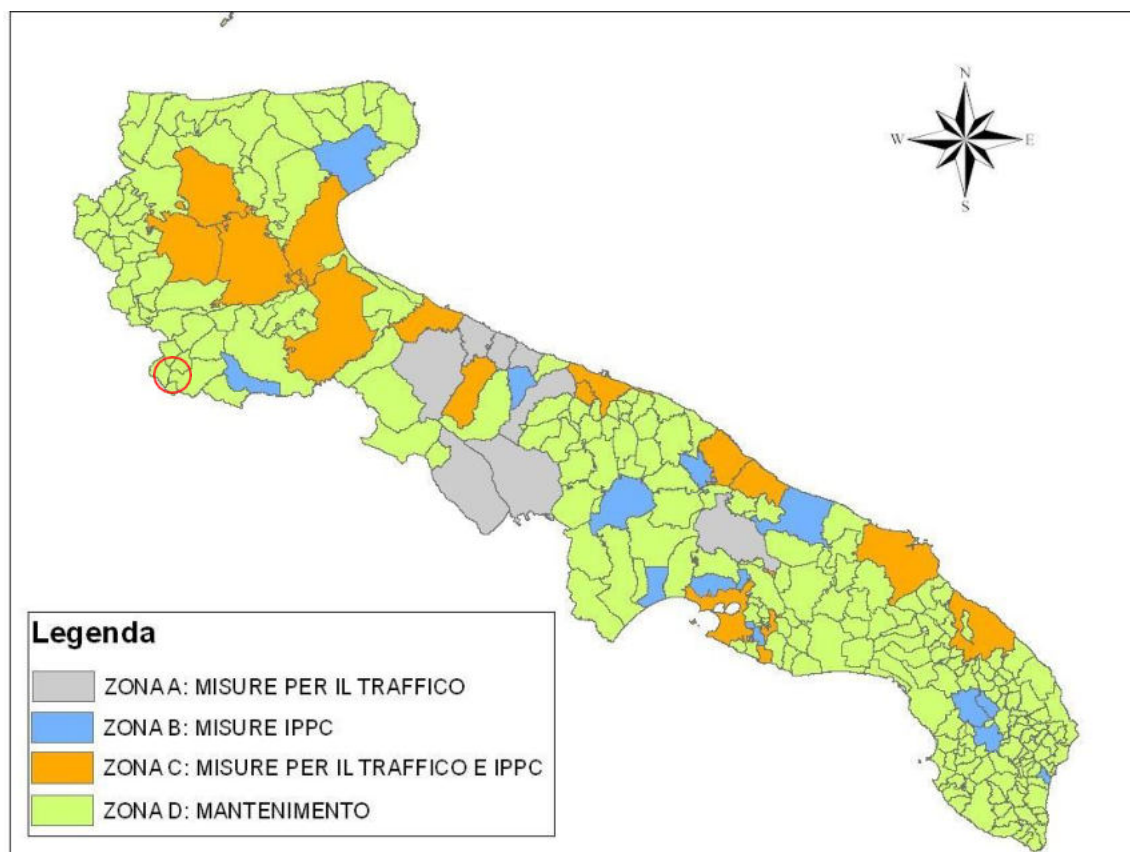 N
W E
S
Legenda
ZONA A: MISURE PER IL TRAFFICO
ZONA B: MISURE IPPC
ZONA C: MISURE PER IL TRAFFICO E IPPC
ZONA D: MANTENIMENTO